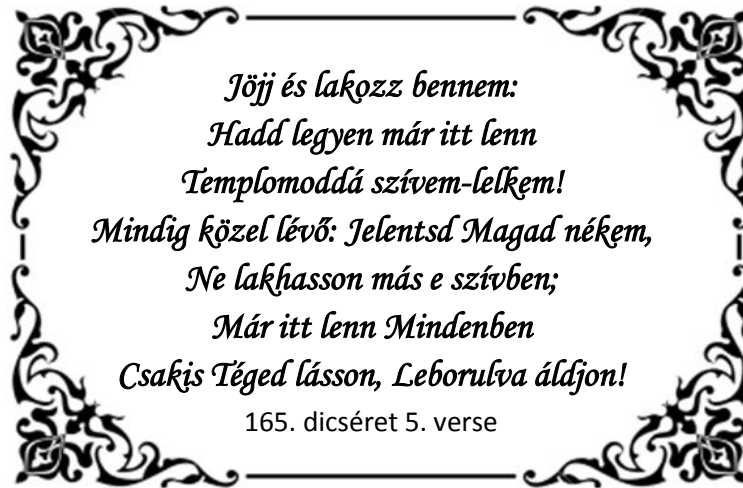 Jöjj és lakozz bennem:
Hadd legyen már itt lenn
Templomoddá szívem-lelkem!
Mindig közel lévő: Jelentsd Magad nékem,
Ne lakhasson más e szívben;
Már itt lenn Mindenben
Csakis Téged lásson, Leborulva áldjon!
165. dicséret 5. verse